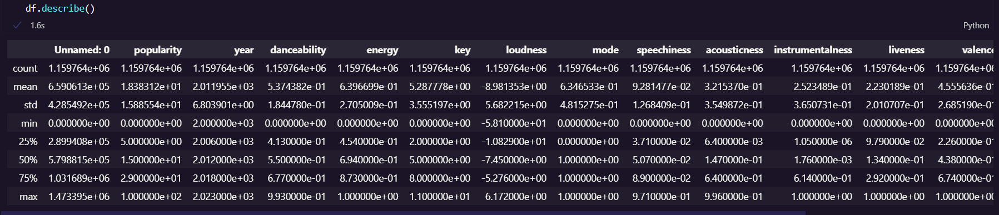 df.describe()
1.6s
Python
Unnamed: 0 popularity year danceability energy key loudness mode speechiness acousticness instrumentalness liveness valence
count 1.159764e+06 1.159764e+06 1.159764e+06 1.159764e+06 1.159764e+06 1.159764e+06 1.159764e+06 1.159764e+06 1.159764e+06 1.159764e+06 1.159764e+06 1.159764e+06 1.159764e+06
mean 6.590613e+05 1.838312e+01 2.011955e+03 5.374382e-01 6.396699e-01 5.287778e+00 -8.981353e+00 6.346533e-01 9.281477e-02 3.215370e-01 2.523489e-01 2.230189e-01 4.555636e-01
std 4.285492e+05 1.588554e+01 6.803901e+00 1.844780e-01 2.705009e-01 3.555197e+00 5.682215e+00 4.815275e-01 1.268409e-01 3.549872e-01 3.650731e-01 2.010707e-01 2.685190e-01
min 0.000000e+00 0.000000e+00 2.000000e+03 0.000000e+00 0.000000e+00 0.000000e+00 -5.810000e+01 0.000000e+00 0.000000e+00 0.000000e+00 0.000000e+00 0.000000e+00 0.000000e+00
25% 2.899408e+05 5.000000e+00 2.006000e+03 4.130000e-01 4.540000e-01 2.000000e+00 -1.082900e+01 0.000000e+00 3.710000e-02 6.400000e-03 1.050000e-06 9.790000e-02 2.260000e-01
50% 5.798815e+05 1.500000e+01 2.012000e+03 5.500000e-01 6.940000e-01 5.000000e+00 -7.450000e+00 1.000000e+00 5.070000e-02 1.470000e-01 1.760000e-03 1.340000e-01 4.380000e-01
75% 1.031689e+06 2.900000e+01 2.018000e+03 6.770000e-01 8.730000e-01 8.000000e+00 -5.276000e+00 1.000000e+00 8.900000e-02 6.400000e-01 6.140000e-01 2.920000e-01 6.740000e-01
max 1.473395e+06 1.000000e+02 2.023000e+03 9.930000e-01 1.000000e+00 1.100000e+01 6.172000e+00 1.000000e+00 9.710000e-01 9.960000e-01 1.000000e+00 1.000000e+00 1.000000e+00